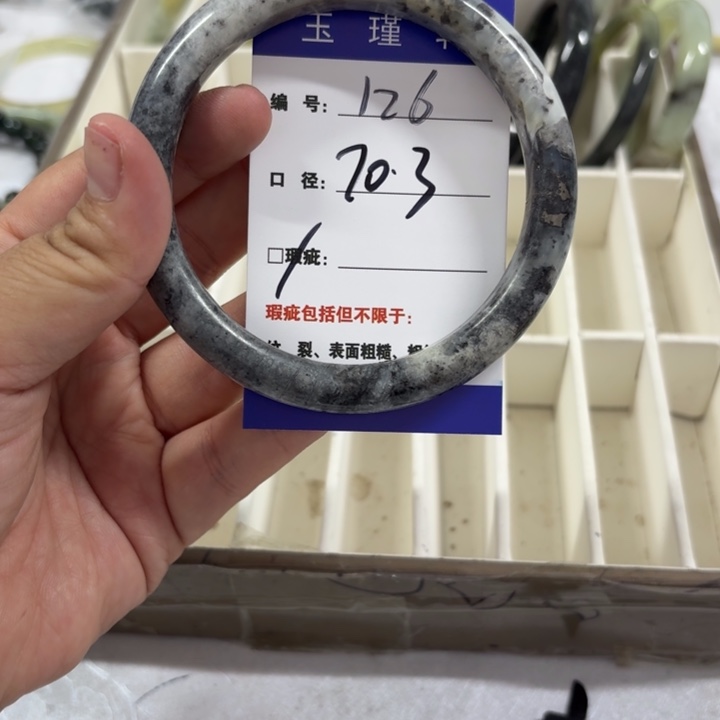 玉瑾
编号: 126
口径: 70.3
□瑕疵:
瑕疵包括但不限于:
裂、表面粗糙、